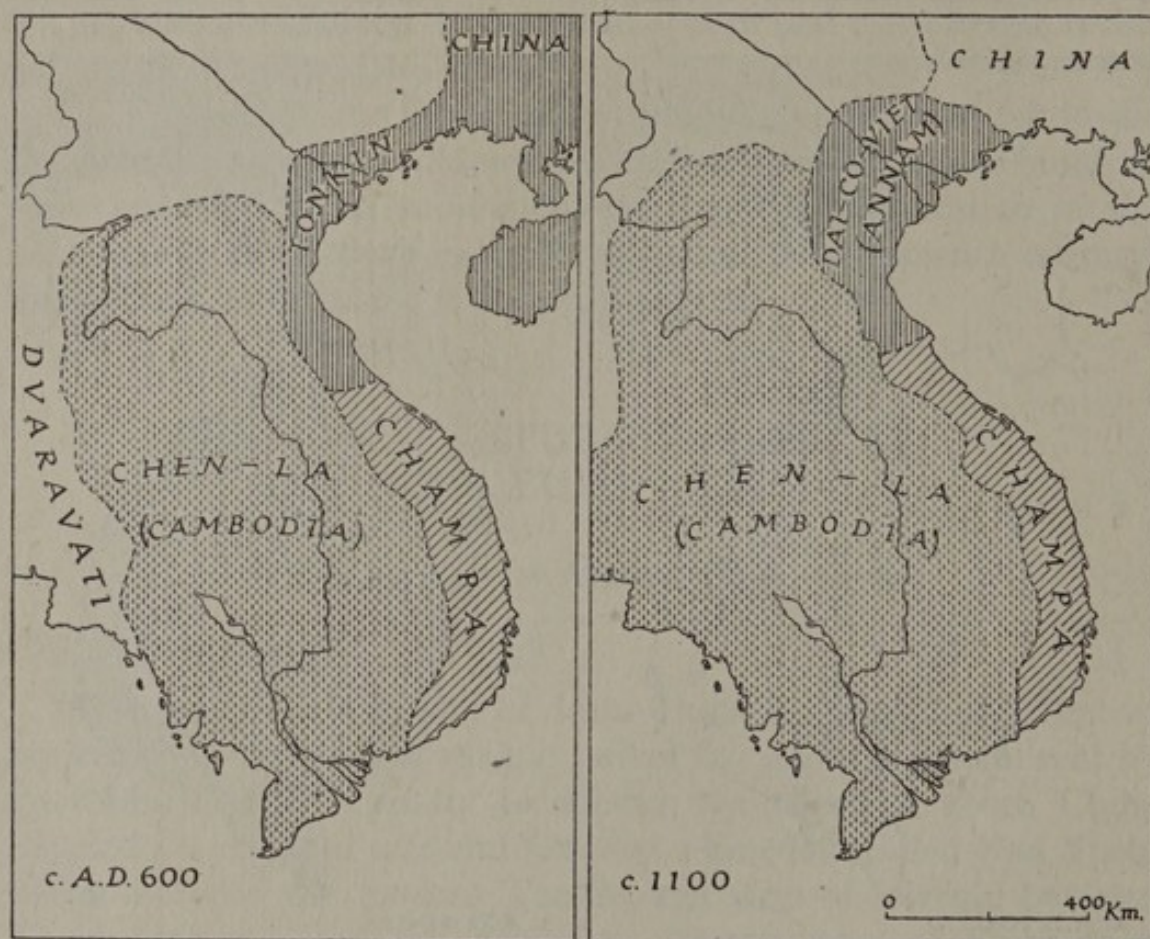 CHINA
TONKIN
DVARAVATI
CHEN-LA
(CAMBODIA)
CHAMPA
c. A.D. 600
CHINA
DAI-CO-VIET
(ANNAM)
CHEN-LA
(CAMBODIA)
CHAMPA
c. 1100
0 400 Km.